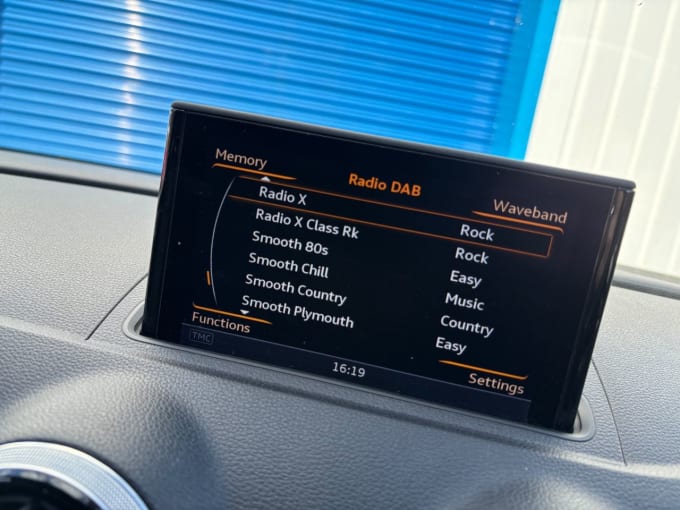 Memory
Radio DAB
Waveband
Radio X Rock
Radio X Class Rk Rock
Smooth 80s Easy
Smooth Chill Music
Smooth Country Country
Smooth Plymouth Easy
Functions
Settings
TMC
16:19